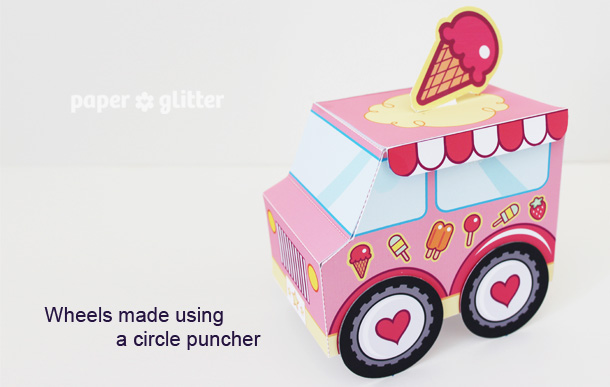 paper glitter
Wheels made using
a circle puncher